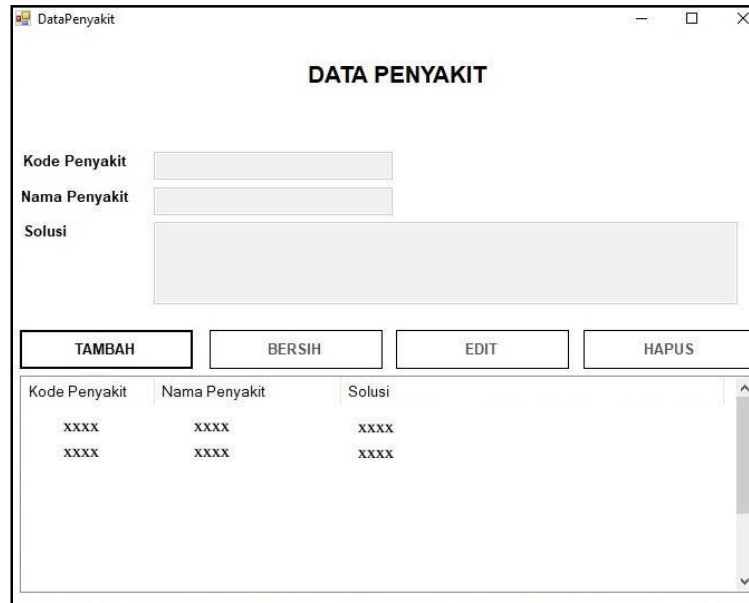 DataPenyakit
DATA PENYAKIT
Kode Penyakit
Nama Penyakit
Solusi
TAMBAH BERSIH EDIT HAPUS
Kode Penyakit Nama Penyakit Solusi
xxxx xxxx xxxx
xxxx xxxx xxxx